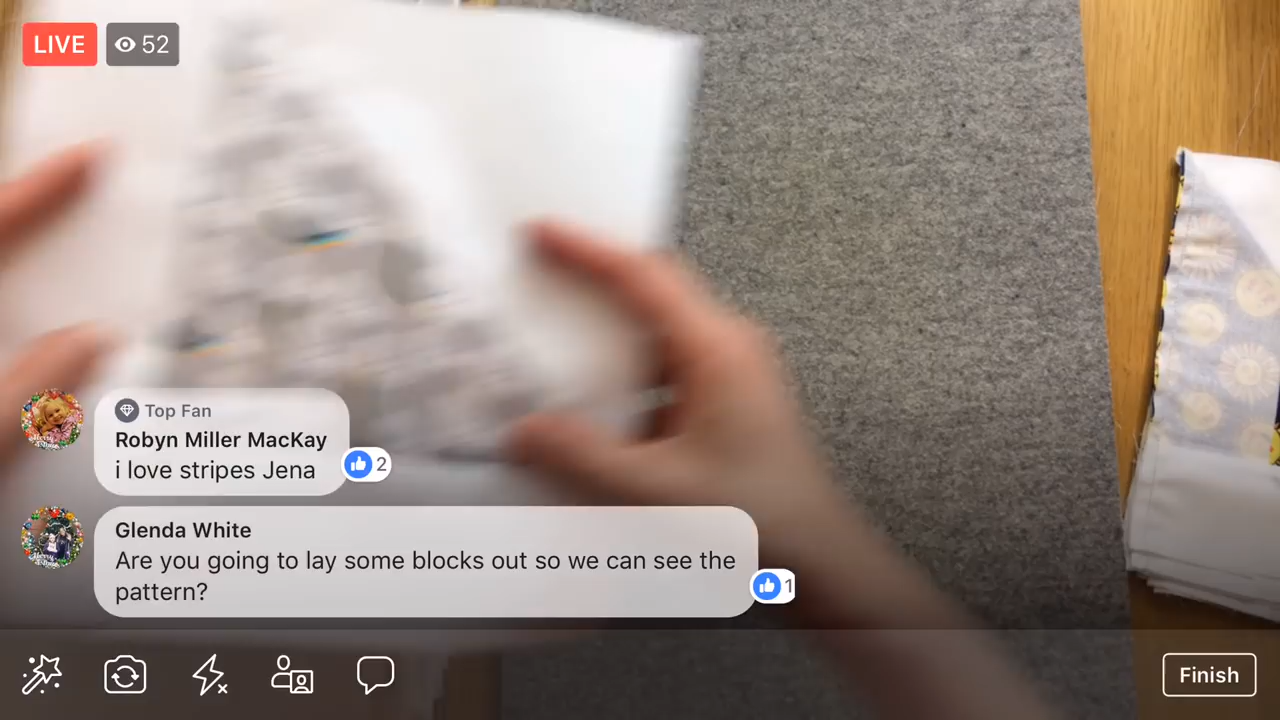 LIVE
52
Top Fan
Robyn Miller MacKay
i love stripes Jena
2
Glenda White
Are you going to lay some blocks out so we can see the
pattern?
1
Finish